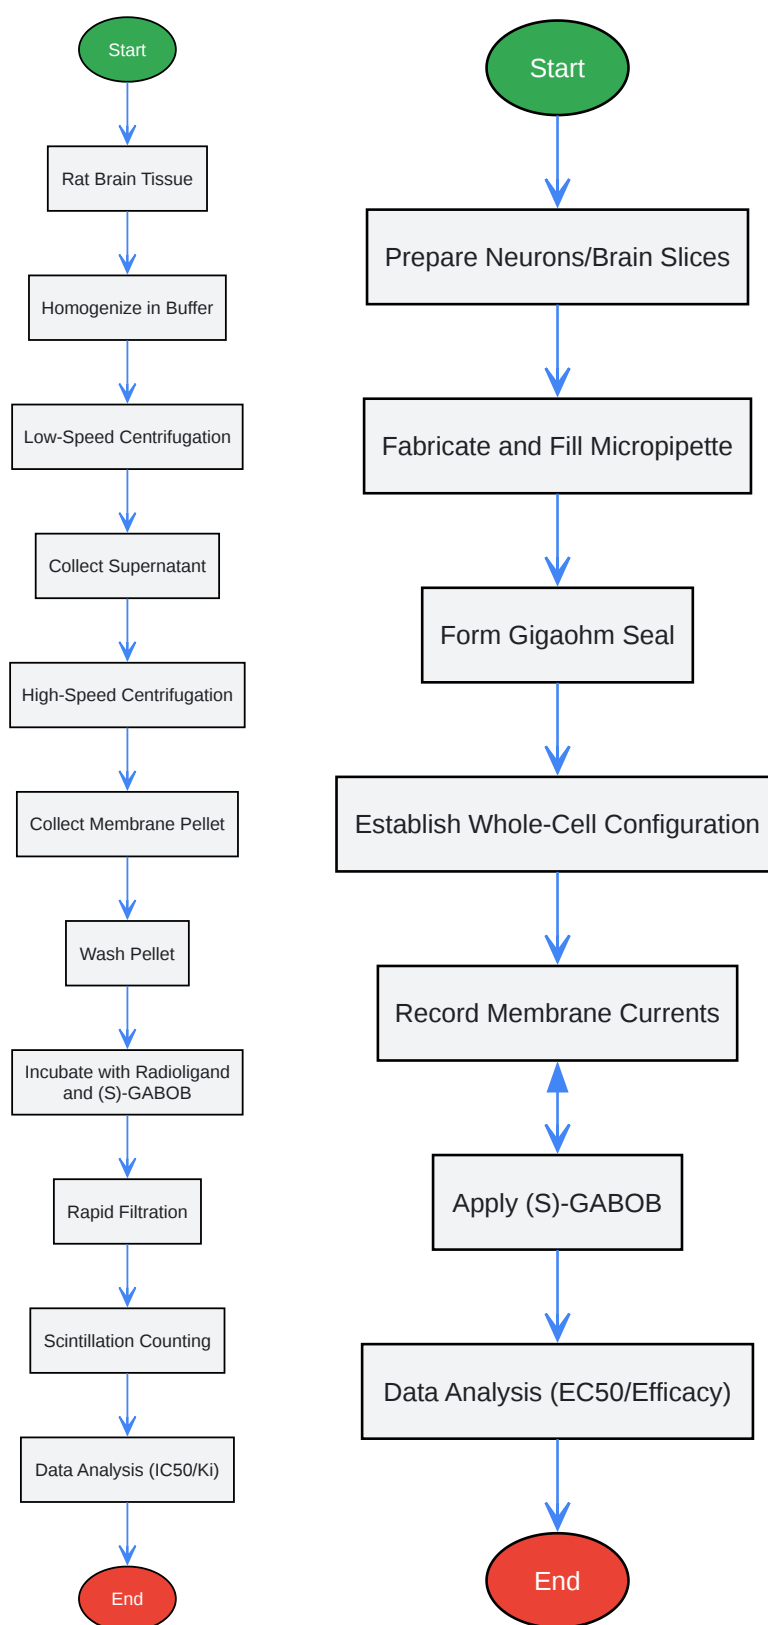 Start
Rat Brain Tissue
Homogenize in Buffer
Low-Speed Centrifugation
Collect Supernatant
High-Speed Centrifugation
Collect Membrane Pellet
Wash Pellet
Incubate with Radioligand
and (S)-GABOB
Rapid Filtration
Scintillation Counting
Data Analysis (IC50/Ki)
End
Start
Prepare Neurons/Brain Slices
Fabricate and Fill Micropipette
Form Gigaohm Seal
Establish Whole-Cell Configuration
Record Membrane Currents
Apply (S)-GABOB
Data Analysis (EC50/Efficacy)
End